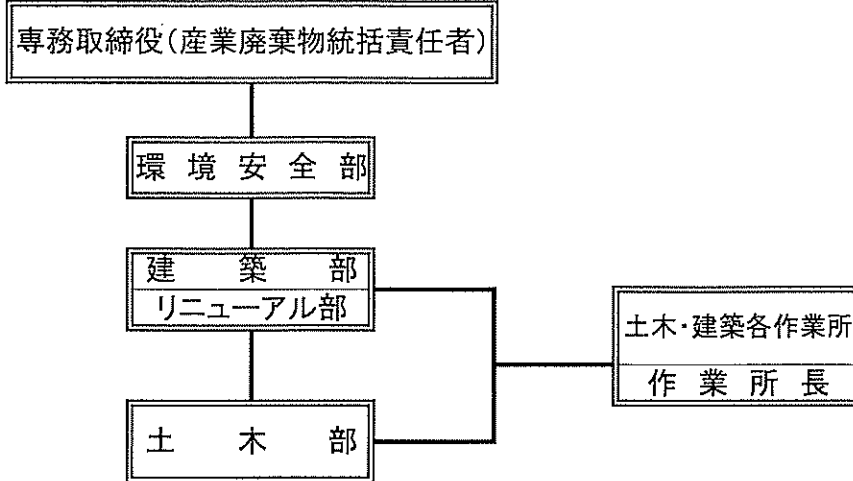 専務取締役(産業廃棄物統括責任者)
環境安全部
建築部
リニューアル部
土木・建築各作業所
作業所長
土木部